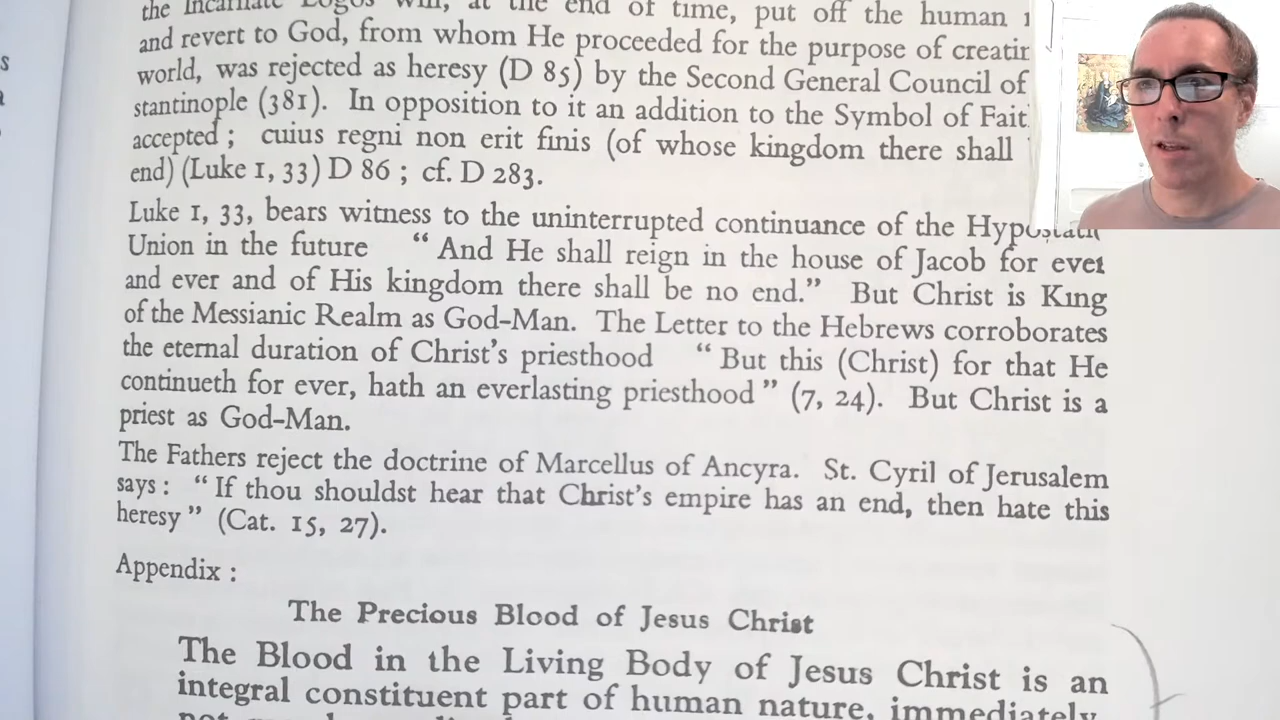 the Incarnate Logos will, at the end of time, put off the human
and revert to God, from whom He proceeded for the purpose of
world, was rejected as heresy (D 85) by the Second General Council of
stantinople (381). In opposition to it an addition to the Symbol of
accepted ; cuius regni non erit finis (of whose kingdom there shall
end) (Luke 1, 33) D 86 ; cf. D 283.
Luke 1, 33, bears witness to the uninterrupted continuance of the Hypostatic
Union in the future “ And He shall reign in the house of Jacob for ever
and ever and of His kingdom there shall be no end.” But Christ is King
of the Messianic Realm as God-Man. The Letter to the Hebrews corroborates
the eternal duration of Christ’s priesthood “ But this (Christ) for that He
continueth for ever, hath an everlasting priesthood ” (7, 24). But Christ is a
priest as God-Man.
The Fathers reject the doctrine of Marcellus of Ancyra. St. Cyril of Jerusalem
says : “ If thou shouldst hear that Christ’s empire has an end, then hate this
heresy ” (Cat. 15, 27).
Appendix :
The Precious Blood of Jesus Christ
The Blood in the Living Body of Jesus Christ is an
integral constituent part of human nature, immediately,